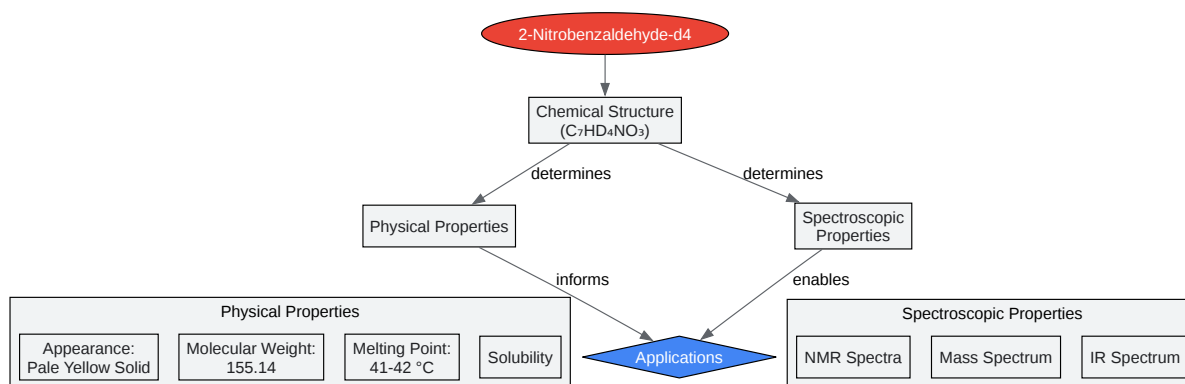 2-Nitrobenzaldehyde-d4
Chemical Structure
(C₇HD₄NO₃)
determines
determines
Physical Properties
Spectroscopic
Properties
informs
enables
Physical Properties
Appearance:
Pale Yellow Solid
Molecular Weight:
155.14
Melting Point:
41-42 °C
Solubility
Applications
Spectroscopic Properties
NMR Spectra
Mass Spectrum
IR Spectrum